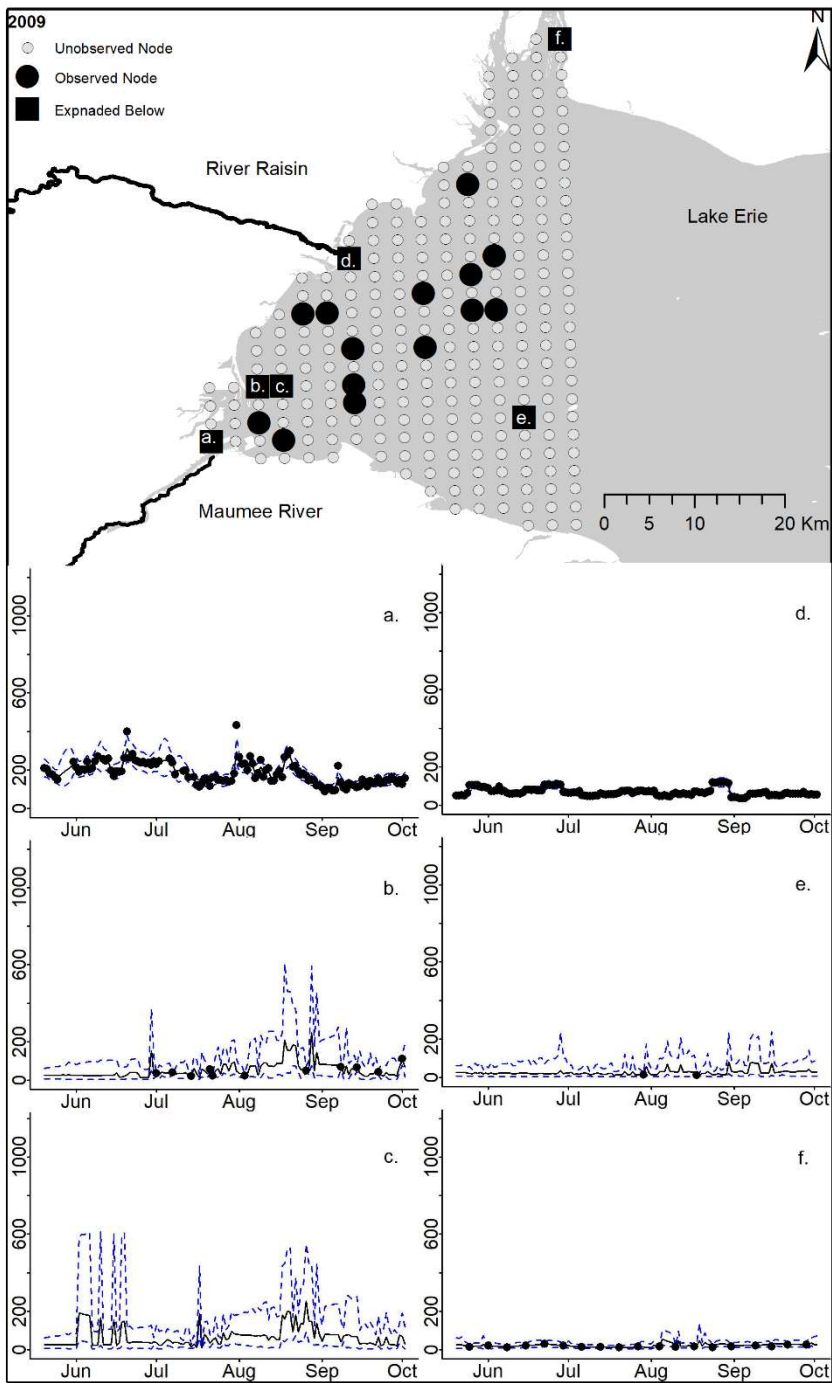 2009
Unobserved Node
Observed Node
Expnaded Below
N
f.
River Raisin
Lake Erie
d.
b. c.
e.
a.
Maumee River
0 5 10 20 Km
1000
600
200
0
a.
Jun Jul Aug Sep Oct
1000
600
200
0
d.
Jun Jul Aug Sep Oct
1000
600
200
0
b.
Jun Jul Aug Sep Oct
1000
600
200
0
e.
Jun Jul Aug Sep Oct
1000
600
200
0
c.
Jun Jul Aug Sep Oct
1000
600
200
0
f.
Jun Jul Aug Sep Oct